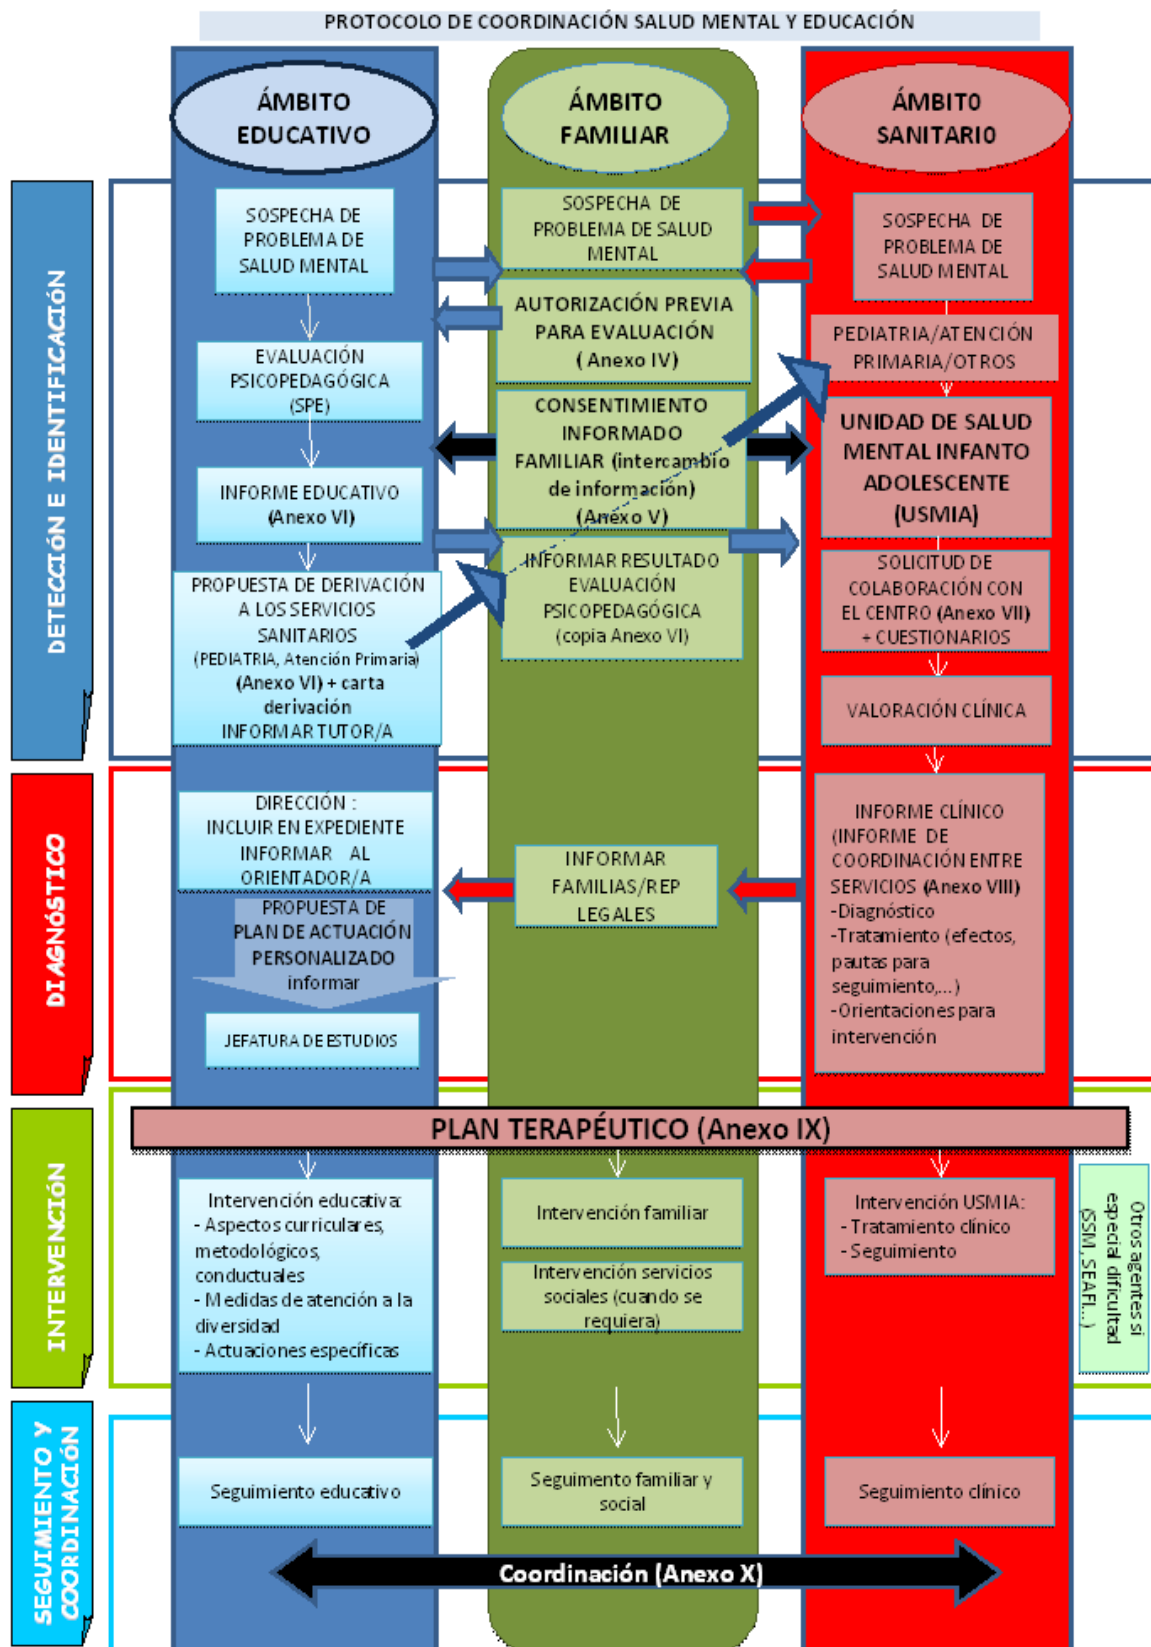 PROTOCOLO DE COORDINACIÓN SALUD MENTAL Y EDUCACIÓN
ÁMBITO
EDUCATIVO
ÁMBITO
FAMILIAR
ÁMBIT0
SANITARI0
DETECCIÓN E IDENTIFICACIÓN
SOSPECHA DE
PROBLEMA DE
SALUD MENTAL
EVALUACIÓN
PSICOPEDAGÓGICA
(SPE)
INFORME EDUCATIVO
(Anexo VI)
PROPUESTA DE DERIVACIÓN
A LOS SERVICIOS
SANITARIOS
(PEDIATRIA, Atención Primaria)
(Anexo VI) + carta
derivación
INFORMAR TUTOR/A
SOSPECHA DE
PROBLEMA DE SALUD
MENTAL
AUTORIZACIÓN PREVIA
PARA EVALUACIÓN
( Anexo IV)
CONSENTIMIENTO
INFORMADO
FAMILIAR (intercambio
de información)
(Anexo V)
INFORMAR RESULTADO
EVALUACIÓN
PSICOPEDAGÓGICA
(copia Anexo VI)
SOSPECHA DE
PROBLEMA DE
SALUD MENTAL
PEDIATRIA/ATENCIÓN
PRIMARIA/OTROS
UNIDAD DE SALUD
MENTAL INFANTO
ADOLESCENTE
(USMIA)
SOLICITUD DE
COLABORACIÓN CON
EL CENTRO (Anexo VII)
+ CUESTIONARIOS
VALORACIÓN CLÍNICA
DIAGNÓSTICO
DIRECCIÓN :
INCLUIR EN EXPEDIENTE
INFORMAR AL
ORIENTADOR/A
PROPUESTA DE
PLAN DE ACTUACIÓN
PERSONALIZADO
informar
JEFATURA DE ESTUDIOS
INFORMAR
FAMILIAS/REP
LEGALES
INFORME CLÍNICO
(INFORME DE
COORDINACIÓN ENTRE
SERVICIOS (Anexo VIII)
-Diagnóstico
-Tratamiento (efectos,
pautas para
seguimiento,...)
-Orientaciones para
intervención
INTERVENCIÓN
PLAN TERAPÉUTICO (Anexo IX)
Intervención educativa:
- Aspectos curriculares,
metodológicos,
conductuales
- Medidas de atención a la
diversidad
- Actuaciones específicas
Intervención familiar
Intervención servicios
sociales (cuando se
requiera)
Intervención USMIA:
- Tratamiento clínico
- Seguimiento
Otros agentes si
especial dificultad
(SSM, SEAFI...)
SEGUIMIENTO Y
COORDINACIÓN
Seguimiento educativo
Seguimento familiar y
social
Seguimiento clínico
Coordinación (Anexo X)